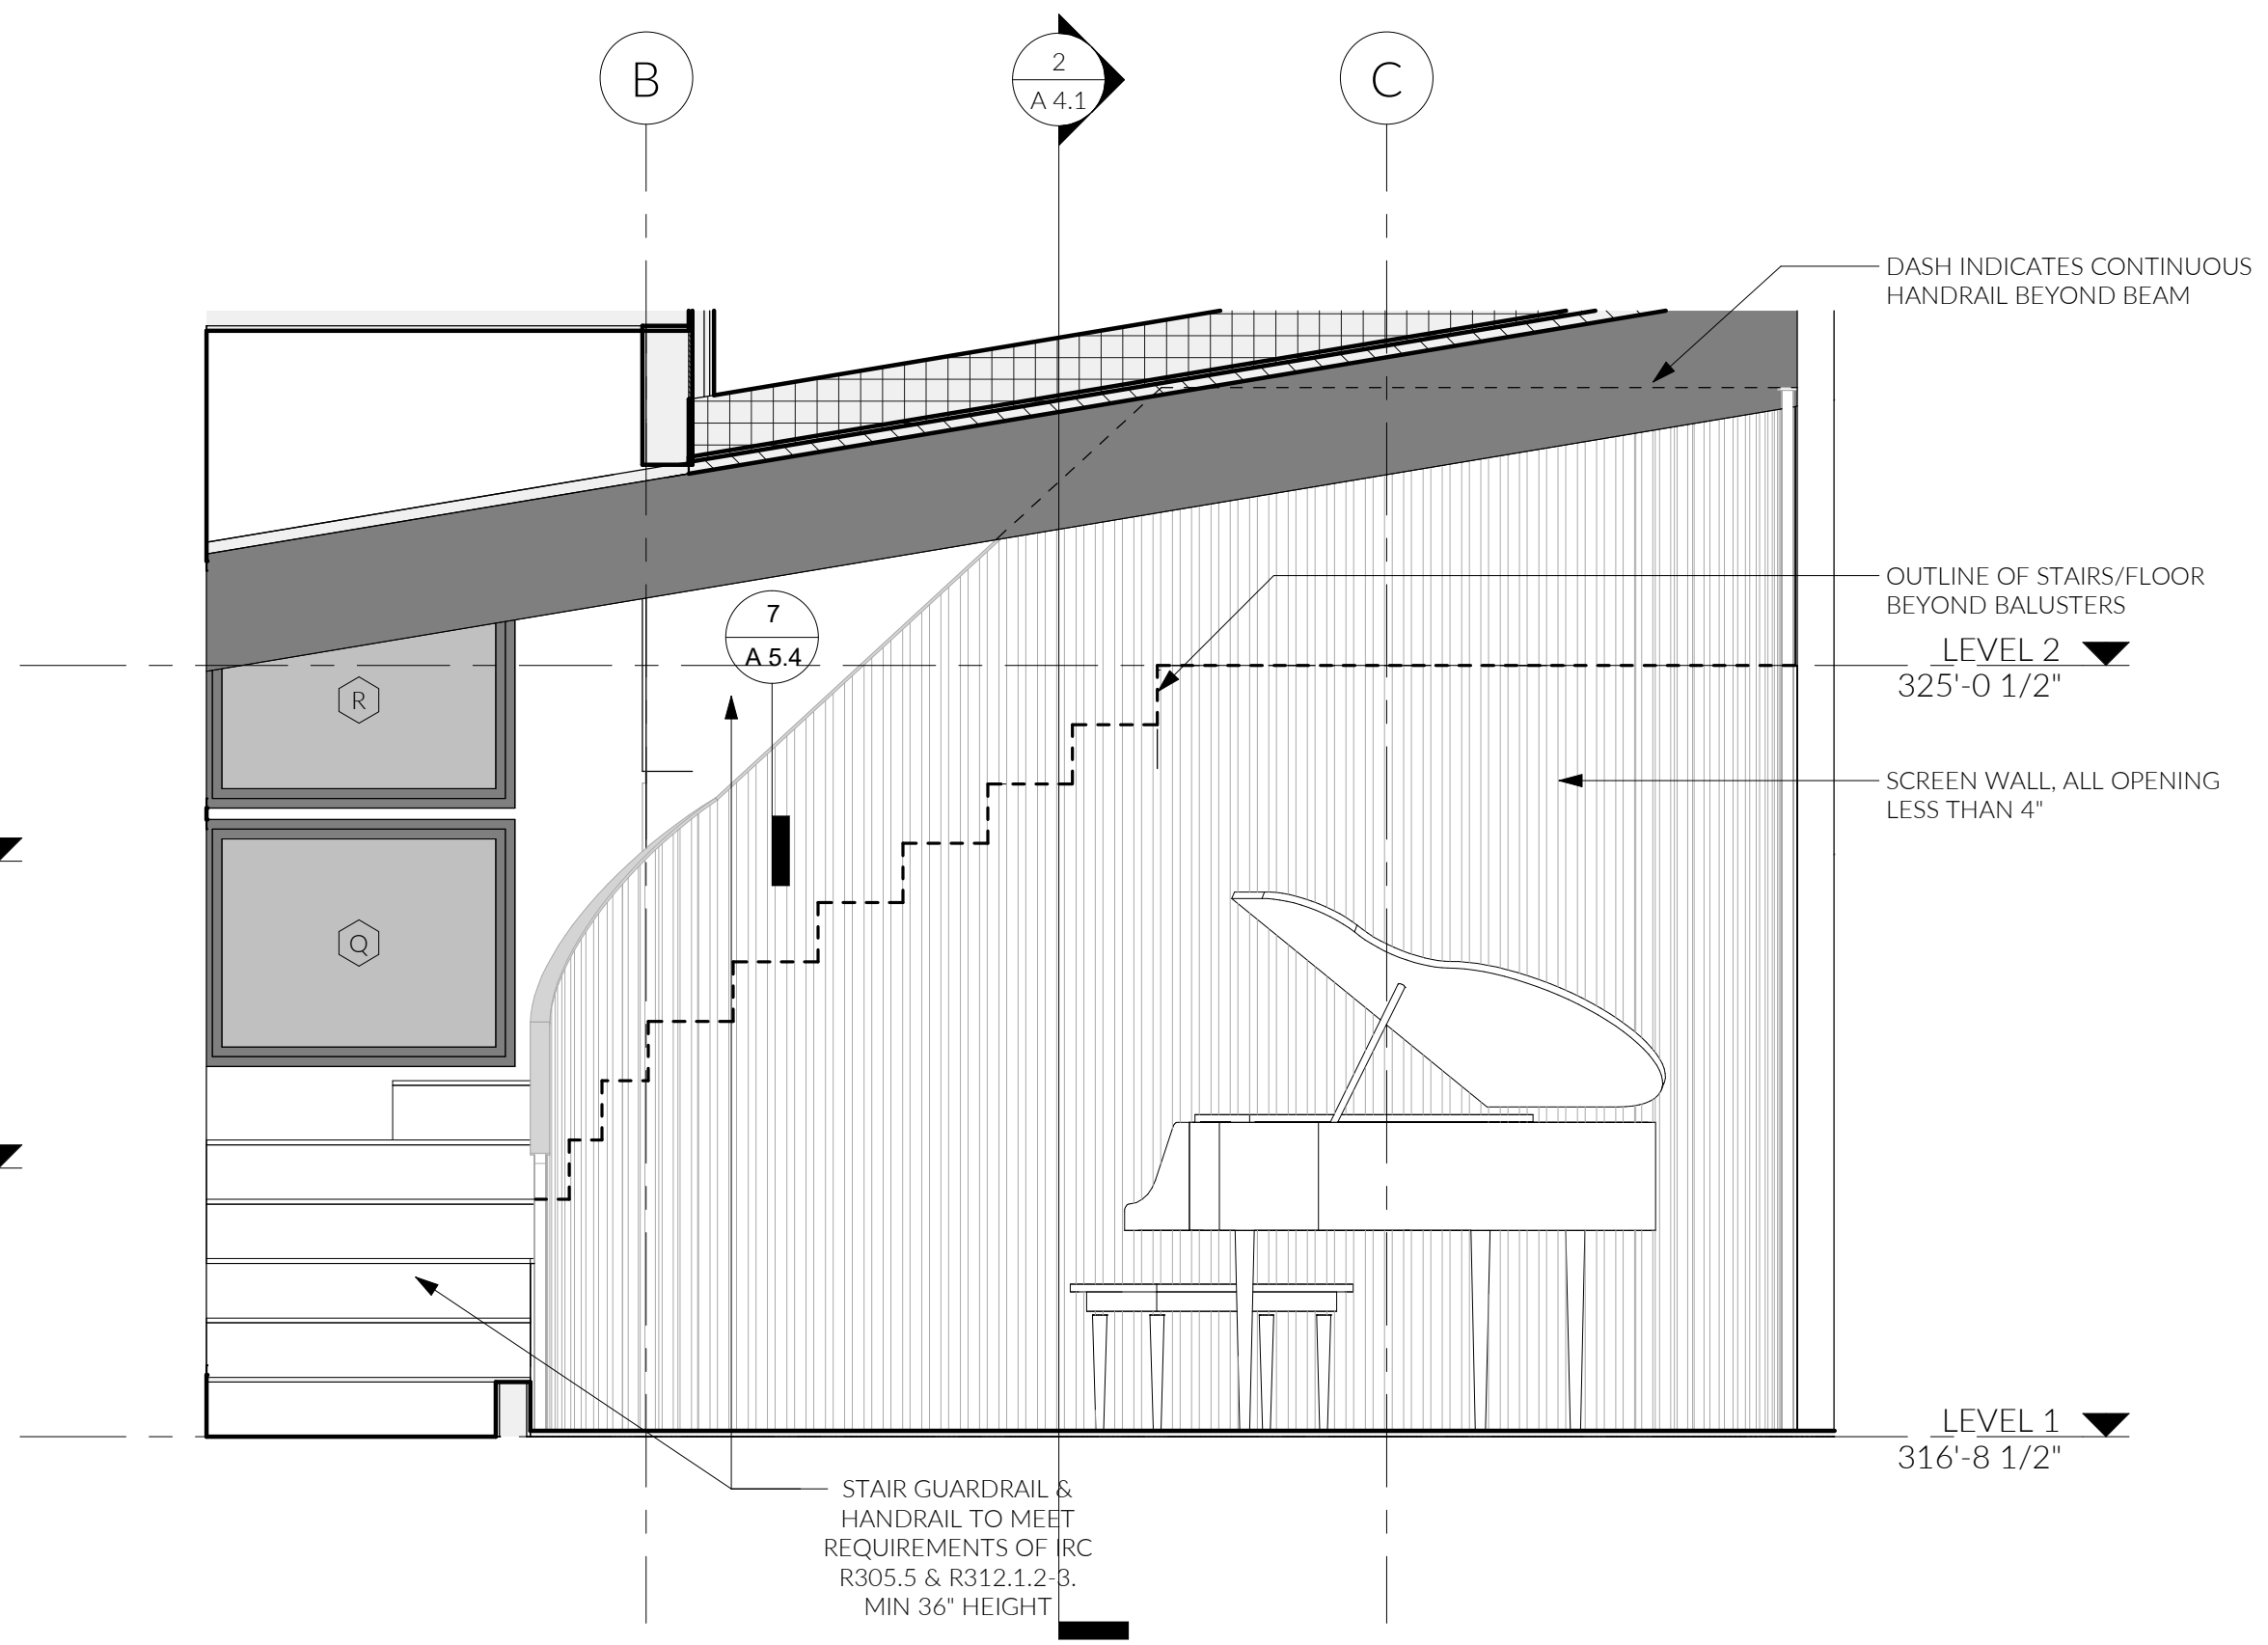 B
2
A 4.1
C
DASH INDICATES CONTINUOUS
HANDRAIL BEYOND BEAM
OUTLINE OF STAIRS/FLOOR
BEYOND BALUSTERS
7
A 5.4
LEVEL 2
325'-0 1/2"
R
SCREEN WALL, ALL OPENING
LESS THAN 4"
Q
LEVEL 1
316'-8 1/2"
STAIR GUARDRAIL &
HANDRAIL TO MEET
REQUIREMENTS OF IRC
R305.5 & R312.1.2-3.
MIN 36" HEIGHT